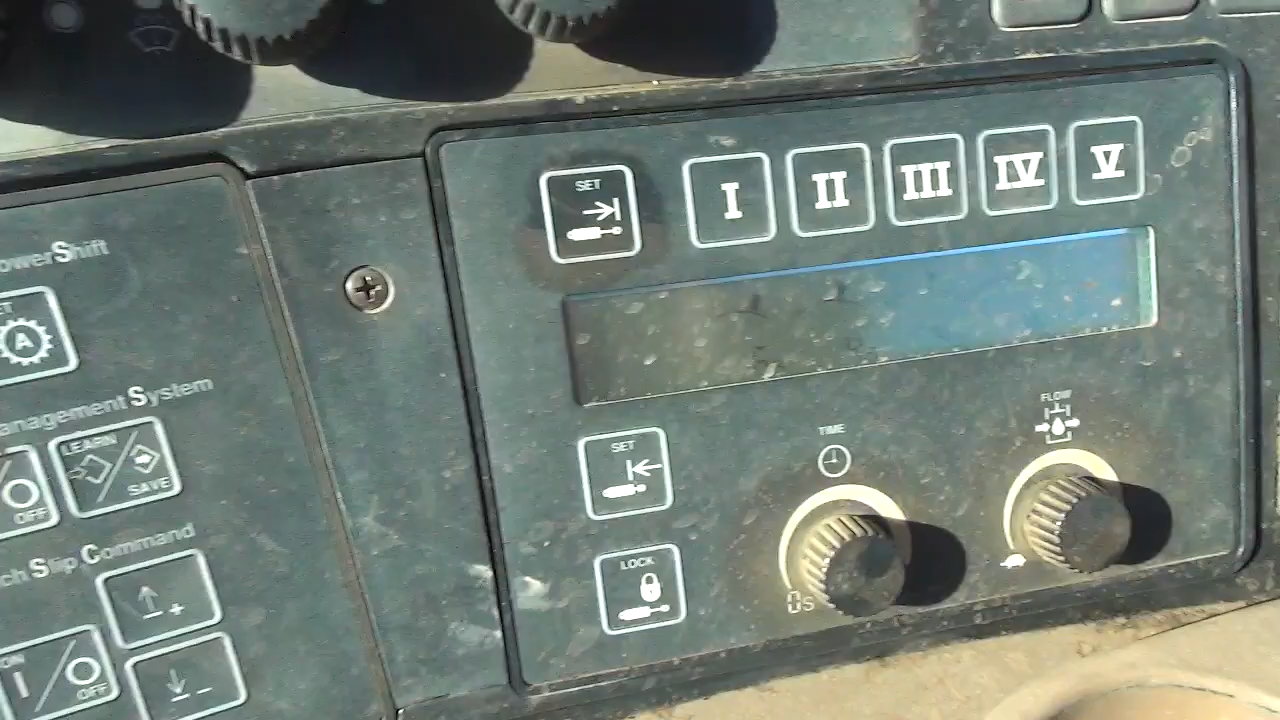 SET
I II III IV V
owerShift
ET
A
anagement System
LEARN
SAVE
OFF
SET
TIME
FLOW
ch Slip Command
LOCK
0s
+
ON
I
OFF
-